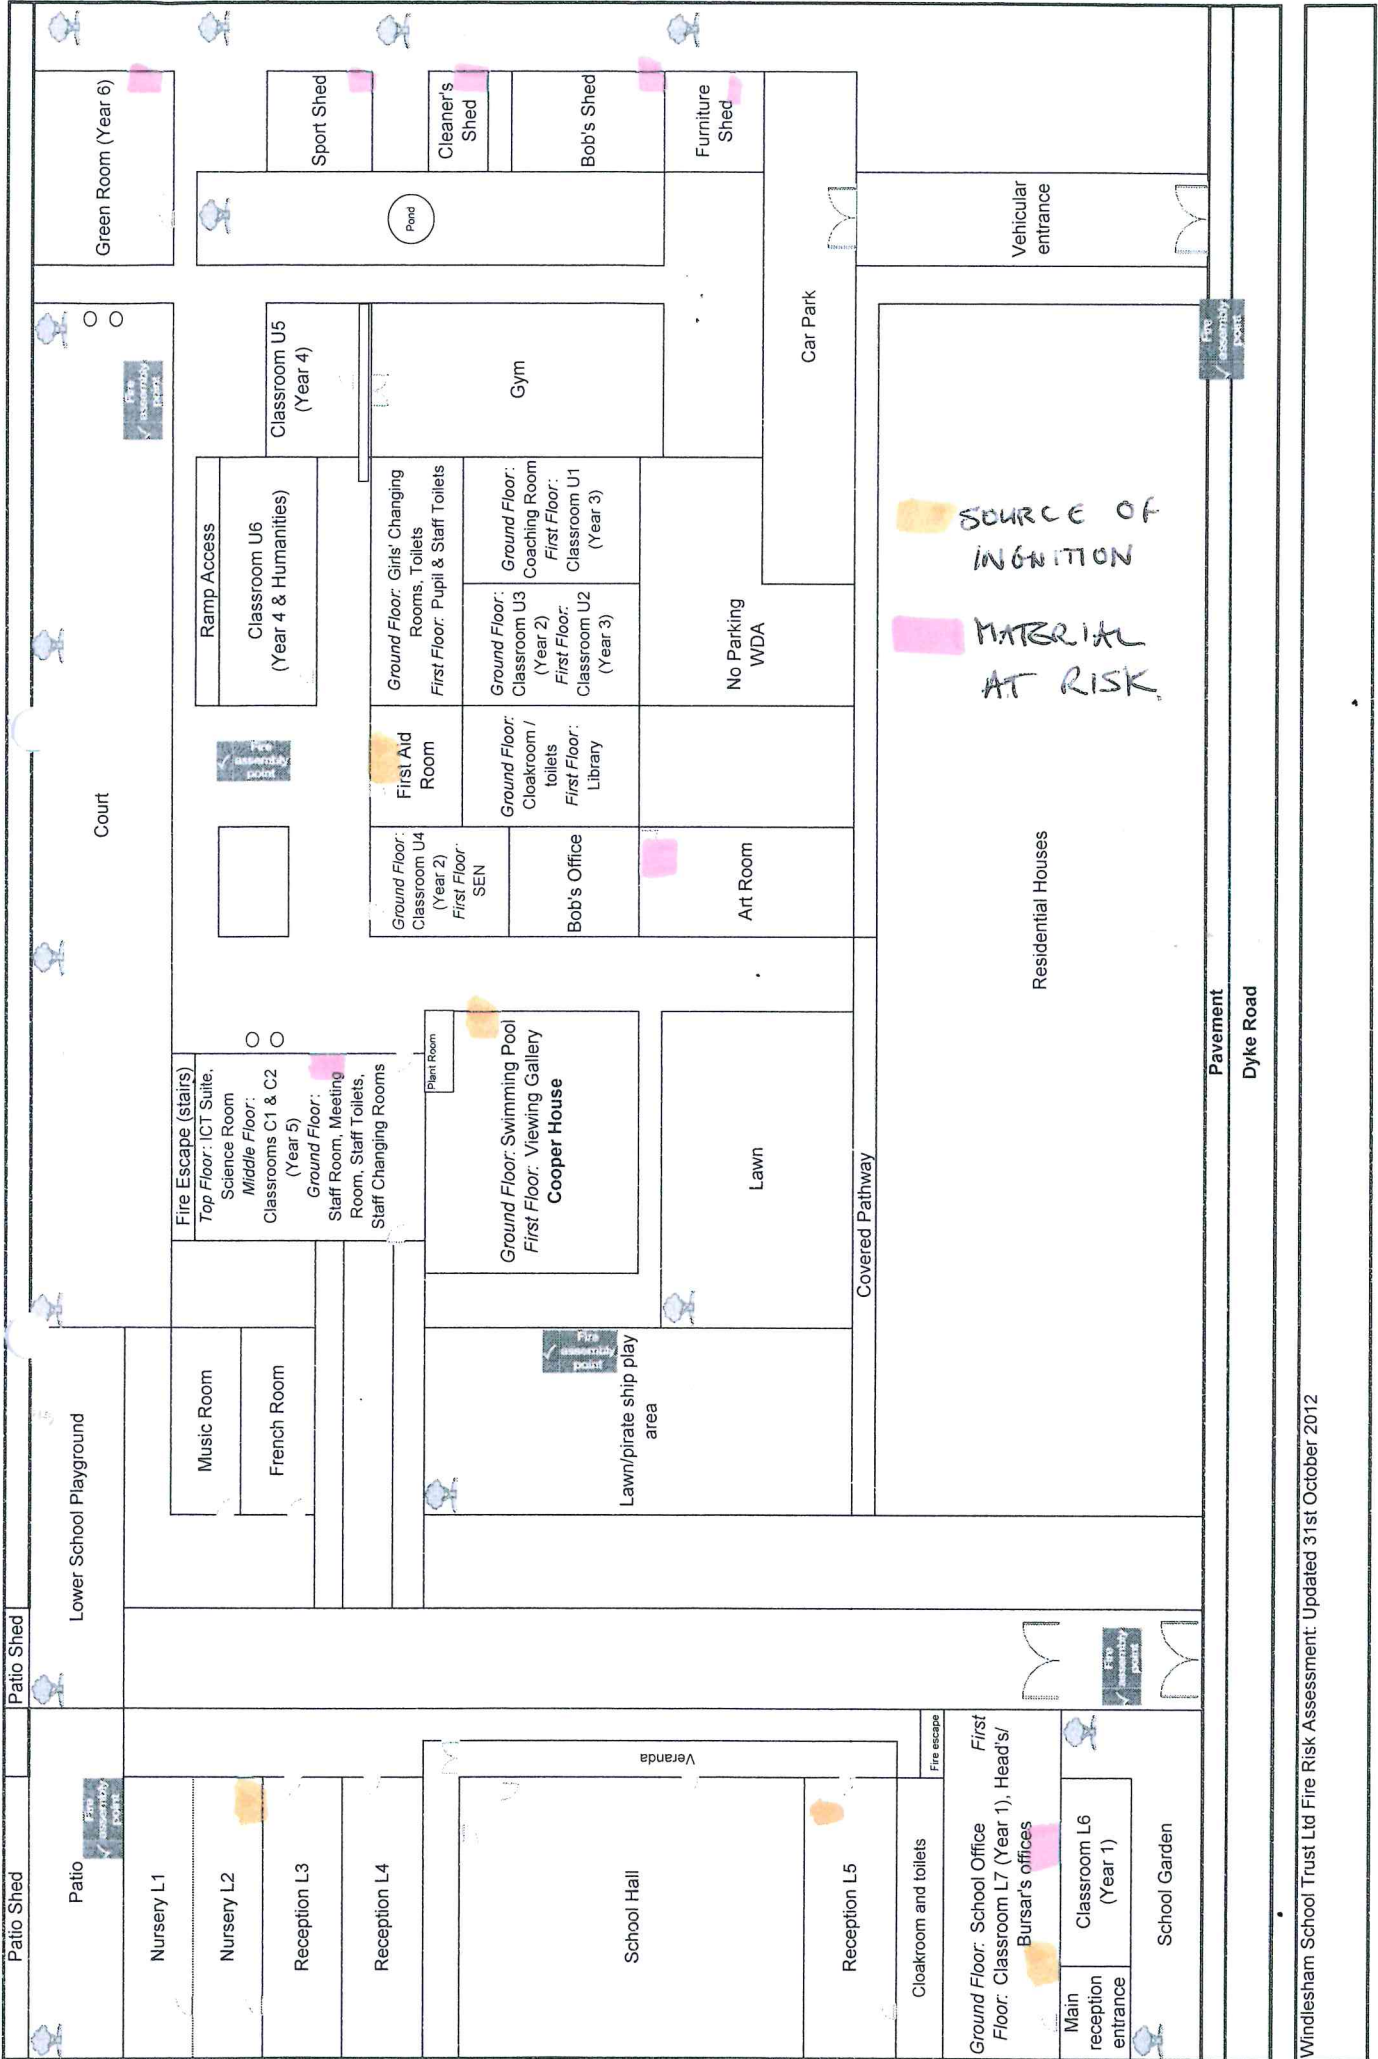 Patio Shed
Patio Shed
Patio
Fire
assembly
point
Lower School Playground
Court
Fire
assembly
point
Green Room (Year 6)
Nursery L1
Nursery L2
Reception L3
Reception L4
School Hall
Veranda
Reception L5
Cloakroom and toilets
Fire escape
Ground Floor: School Office First
Floor: Classroom L7 (Year 1), Head's/
Bursar's offices
Main
reception
entrance
Classroom L6
(Year 1)
School Garden
Fire
assembly
point
Music Room
French Room
Fire Escape (stairs)
Top Floor: ICT Suite,
Science Room
Middle Floor:
Classrooms C1 & C2
(Year 5)
Ground Floor:
Staff Room, Meeting
Room, Staff Toilets,
Staff Changing Rooms
Plant Room
Ground Floor: Swimming Pool
First Floor: Viewing Gallery
Cooper House
Fire
assembly
point
Lawn/pirate ship play
area
Lawn
Covered Pathway
Fire
assembly
point
Ramp Access
Classroom U6
(Year 4 & Humanities)
Classroom U5
(Year 4)
Ground Floor:
Classroom U4
(Year 2)
First Floor:
SEN
First Aid
Room
Ground Floor: Girls' Changing
Rooms, Toilets
First Floor: Pupil & Staff Toilets
Bob's Office
Ground Floor:
Cloakroom /
toilets
First Floor:
Library
Ground Floor:
Classroom U3
(Year 2)
First Floor:
Classroom U2
(Year 3)
Ground Floor:
Coaching Room
First Floor:
Classroom U1
(Year 3)
Gym
Art Room
No Parking
WDA
Car Park
Sport Shed
Cleaner's
Shed
Bob's Shed
Furniture
Shed
Pond
Vehicular
entrance
Residential Houses
SOURCE OF
INGNITION
MATERIAL
AT RISK
Fire
assembly
point
Pavement
Dyke Road
Windlesham School Trust Ltd Fire Risk Assessment: Updated 31st October 2012